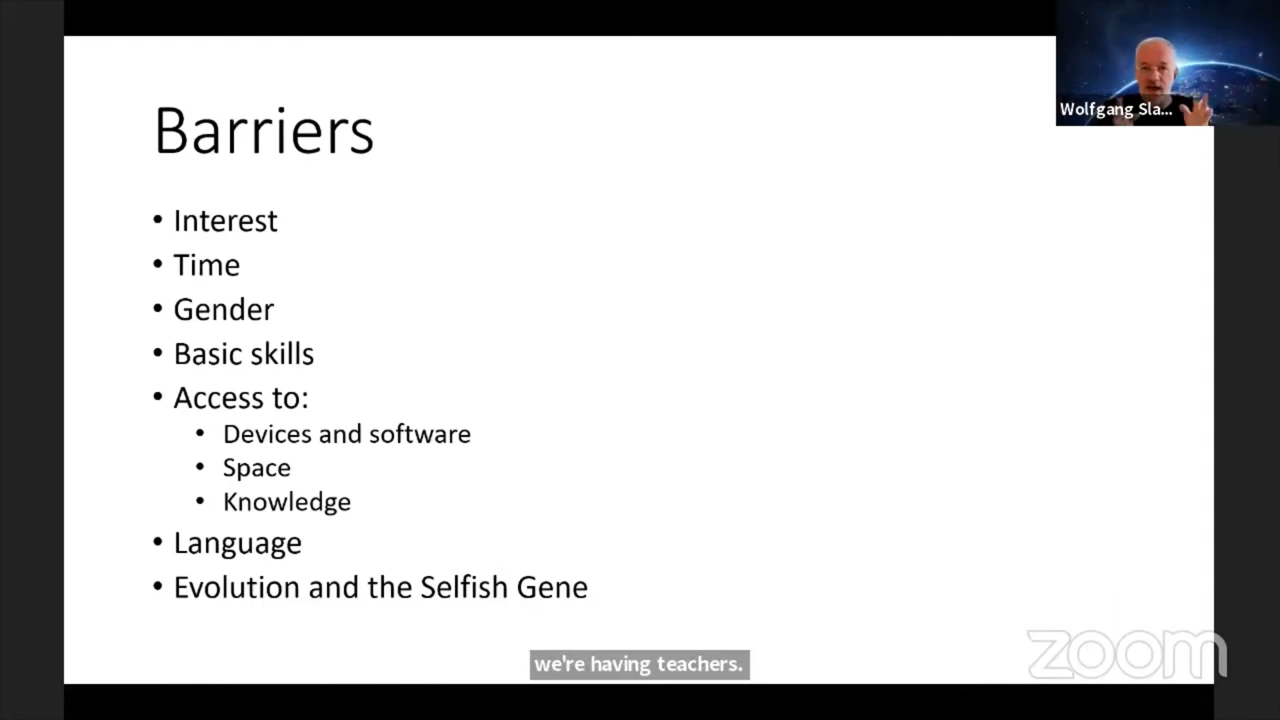 Barriers
Wolfgang Sla...
• Interest
• Time
• Gender
• Basic skills
• Access to:
• Devices and software
• Space
• Knowledge
• Language
• Evolution and the Selfish Gene
we're having teachers.
zoom